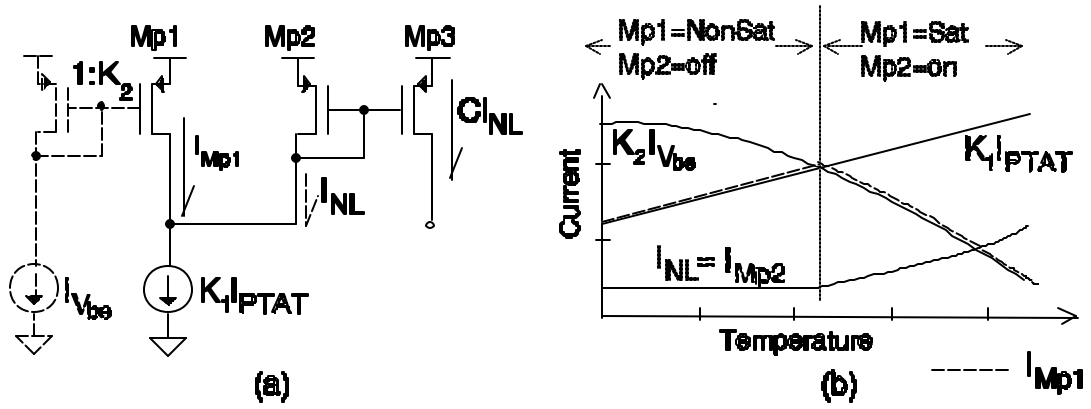 Mp1
Mp2
Mp3
1:K2
IMp1
INL
CINL
IVbe
K1IPTAT
(a)
Mp1=NonSat
Mp2=off
Mp1=Sat
Mp2=on
K2IVbe
K1IPTAT
INL= IMp2
Current
Temperature
(b)
IMp1